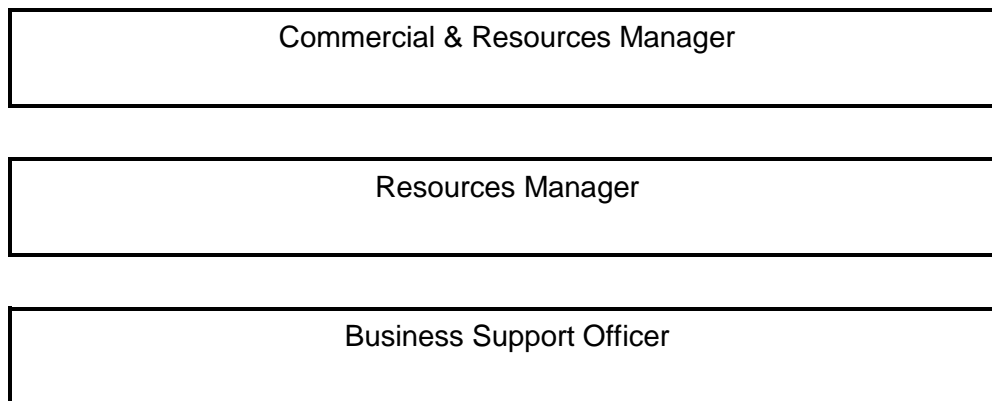 Commercial & Resources Manager
Resources Manager
Business Support Officer